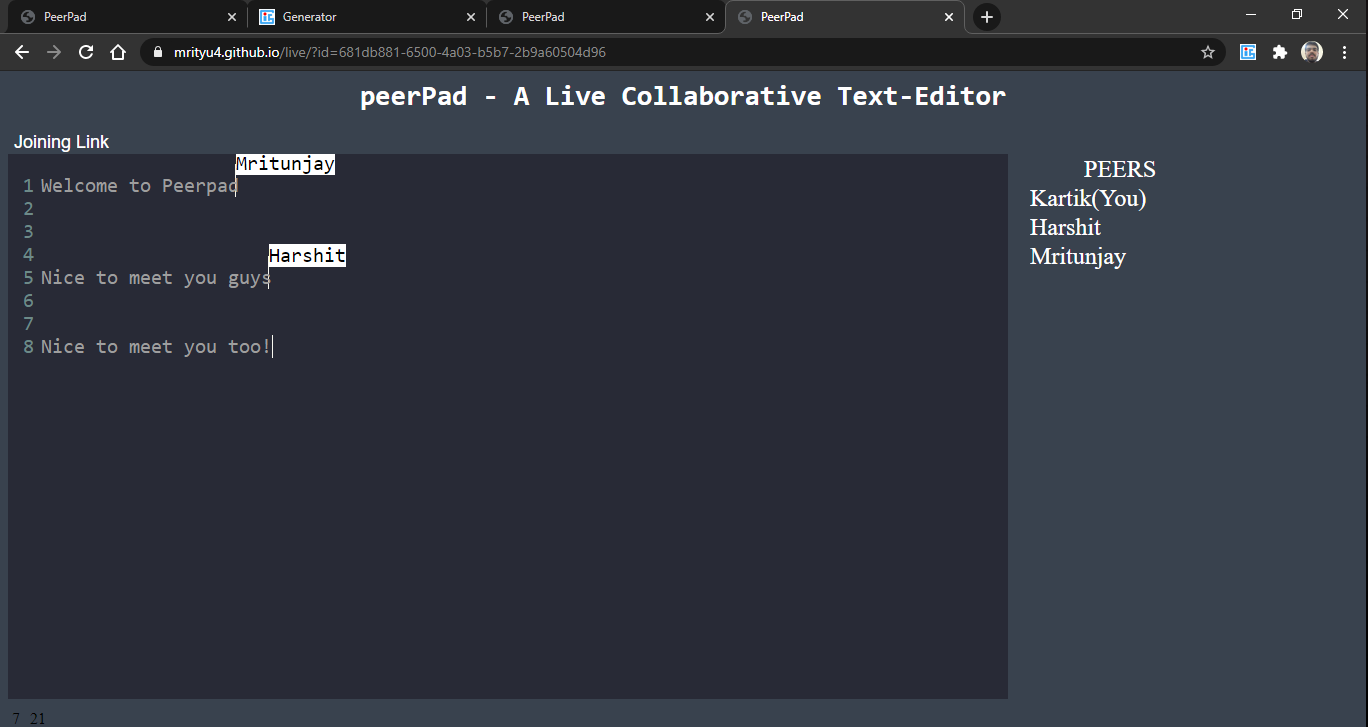 PeerPad
Generator
PeerPad
PeerPad
mrityu4.github.io/live/?id=681db881-6500-4a03-b5b7-2b9a60504d96
peerPad - A Live Collaborative Text-Editor
Joining Link
Mritunjay
1 Welcome to Peerpad
2
3
4
Harshit
5 Nice to meet you guys
6
7
8 Nice to meet you too!
PEERS
Kartik(You)
Harshit
Mritunjay
7 21